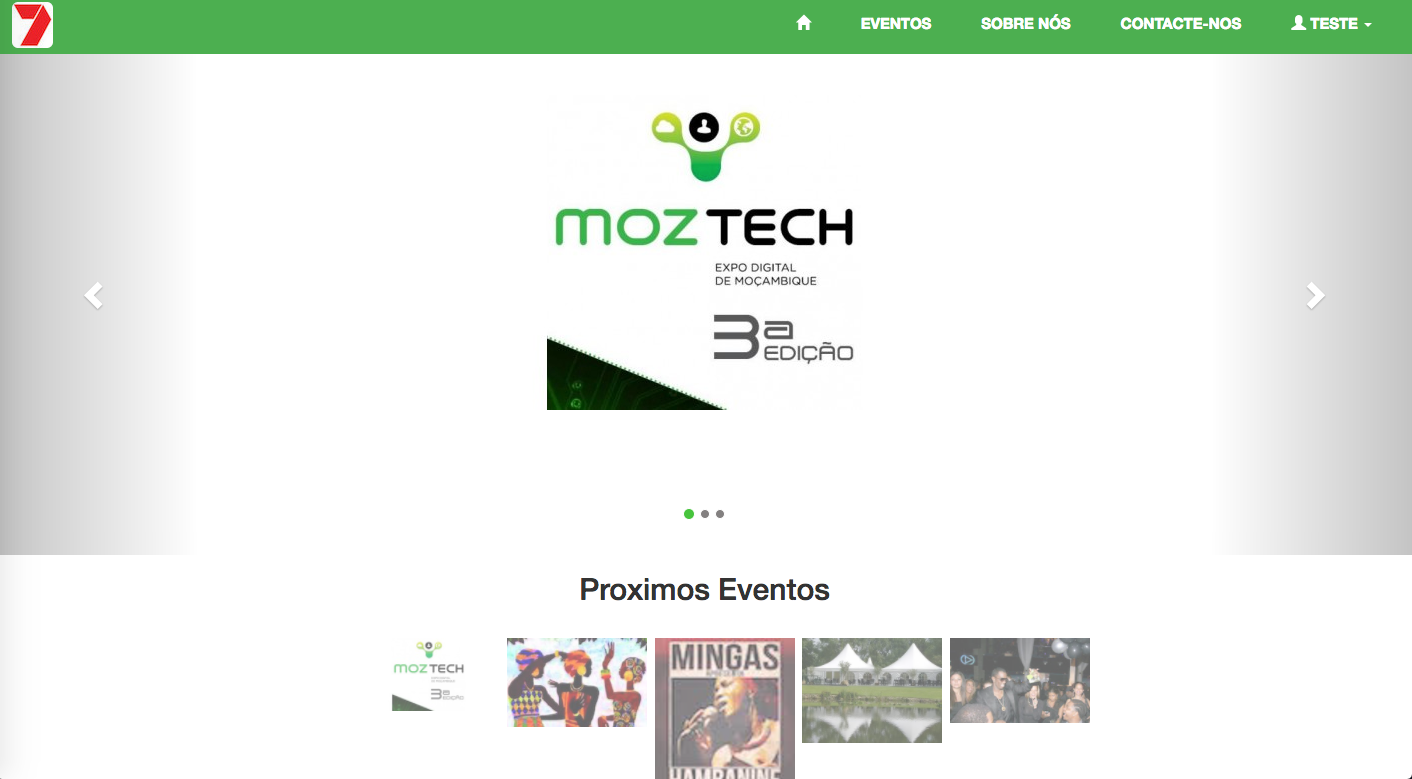 7
EVENTOS
SOBRE NÓS
CONTACTE-NOS
TESTE
MOZTECH
EXPO DIGITAL
DE MOÇAMBIQUE
3ª
EDIÇÃO
Proximos Eventos
MOZTECH
3ª
EDIÇÃO
MINGAS